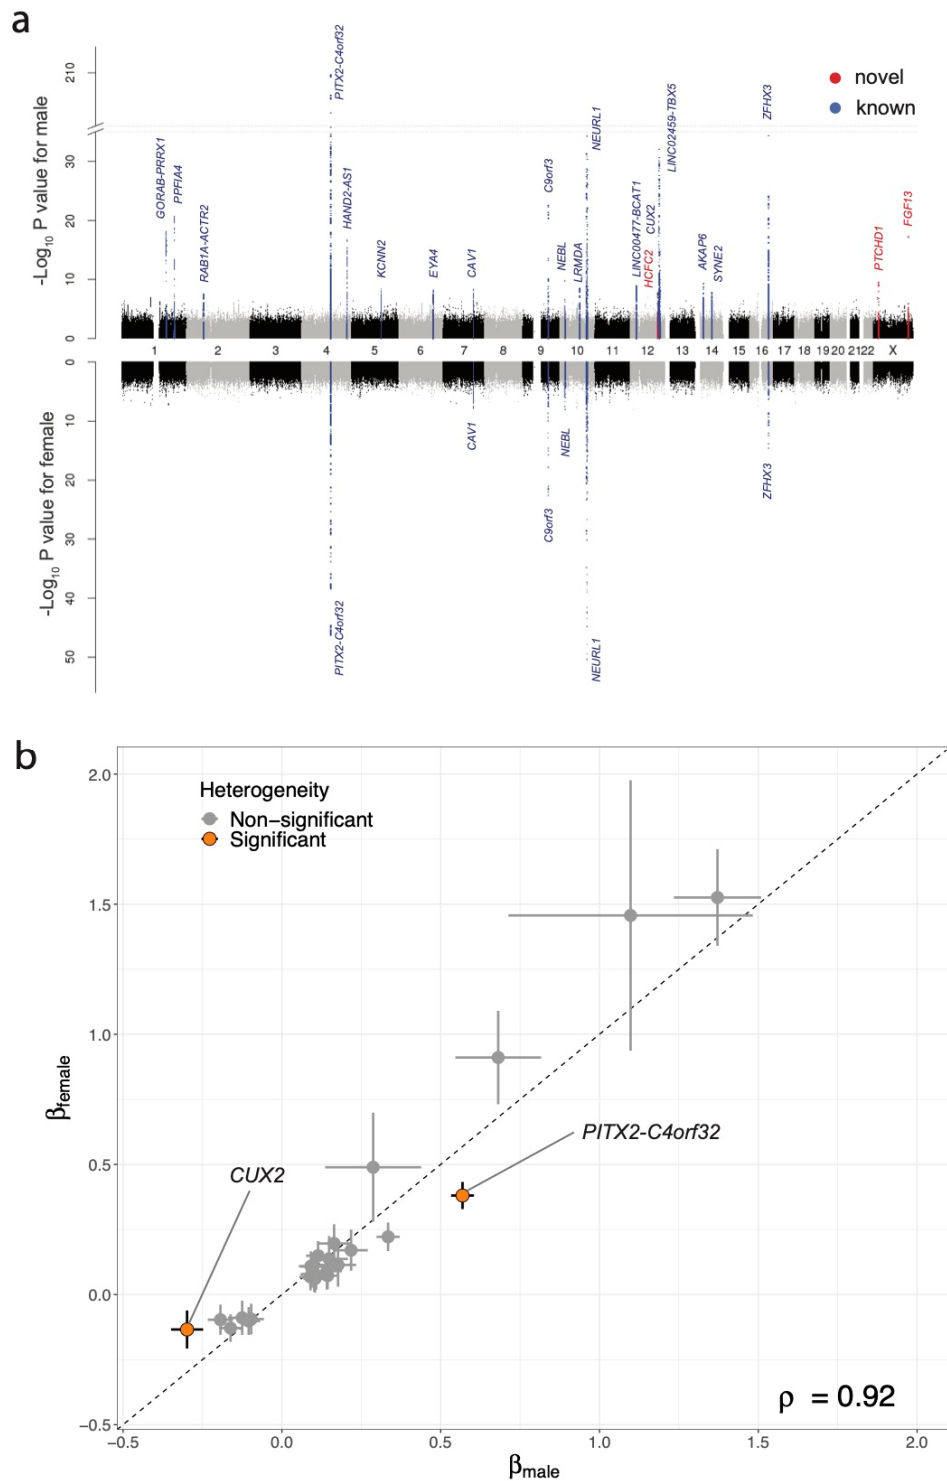 a
PITX2-C4orf32
novel
known
-Log10 P value for male
210
30
20
10
0
GORAB-PRRX1
PPFIA4
RAB1A-ACTR2
HAND2-AS1
KCNN2
EYA4
CAV1
C9orf3
NEBL
LRMDA
NEURL1
LINC00477-BCAT1
HCFC2
CUX2
LINC02459-TBX5
AKAP6
SYNE2
ZFHX3
PTCHD1
FGF13
1 2 3 4 5 6 7 8 9 10 11 12 13 14 15 16 17 18 19 20 21 22 X
-Log10 P value for female
0
10
20
30
40
50
PITX2-C4orf32
CAV1
C9orf3
NEBL
NEURL1
ZFHX3
b
Heterogeneity
Non-significant
Significant
βfemale
2.0
1.5
1.0
0.5
0.0
-0.5
CUX2
PITX2-C4orf32
ρ = 0.92
-0.5 0.0 0.5 1.0 1.5 2.0
βmale